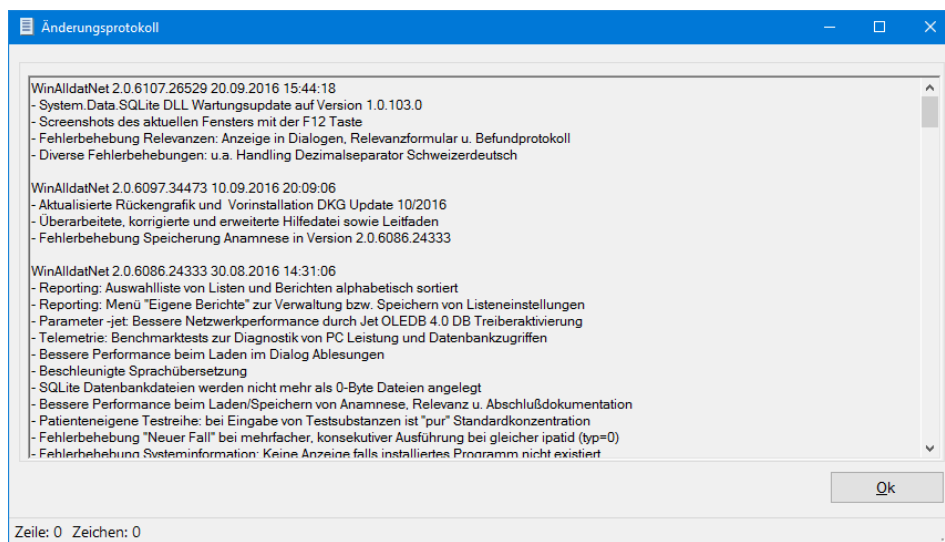 Änderungsprotokoll
WinAlldatNet 2.0.6107.26529 20.09.2016 15:44:18
- System.Data.SQLite DLL Wartungsupdate auf Version 1.0.103.0
- Screenshots des aktuellen Fensters mit der F12 Taste
- Fehlerbehebung Relevanzen: Anzeige in Dialogen, Relevanzformular u. Befundprotokoll
- Diverse Fehlerbehebungen: u.a. Handling Dezimalseparator Schweizerdeutsch
WinAlldatNet 2.0.6097.34473 10.09.2016 20:09:06
- Aktualisierte Rückengrafik und  Vorinstallation DKG Update 10/2016
- Überarbeitete, korrigierte und erweiterte Hilfedatei sowie Leitfaden
- Fehlerbehebung Speicherung Anamnese in Version 2.0.6086.24333
WinAlldatNet 2.0.6086.24333 30.08.2016 14:31:06
- Reporting: Auswahlliste von Listen und Berichten alphabetisch sortiert
- Reporting: Menü "Eigene Berichte" zur Verwaltung bzw. Speichern von Listeneinstellungen
- Parameter -jet: Bessere Netzwerkperformance durch Jet OLEDB 4.0 DB Treiberaktivierung
- Telemetrie: Benchmarktests zur Diagnostik von PC Leistung und Datenbankzugriffen
- Bessere Performance beim Laden im Dialog Ablesungen
- Beschleunigte Sprachübersetzung
- SQLite Datenbankdateien werden nicht mehr als 0-Byte Dateien angelegt
- Bessere Performance beim Laden/Speichern von Anamnese, Relevanz u. Abschlußdokumentation
- Patienteneigene Testreihe: bei Eingabe von Testsubstanzen ist "pur" Standardkonzentration
- Fehlerbehebung "Neuer Fall" bei mehrfacher, konsekutiver Ausführung bei gleicher ipatid (typ=0)
- Fehlerbehebung Systeminformation: Keine Anzeige falls installiertes Programm nicht existiert
Ok
Zeile: 0 Zeichen: 0